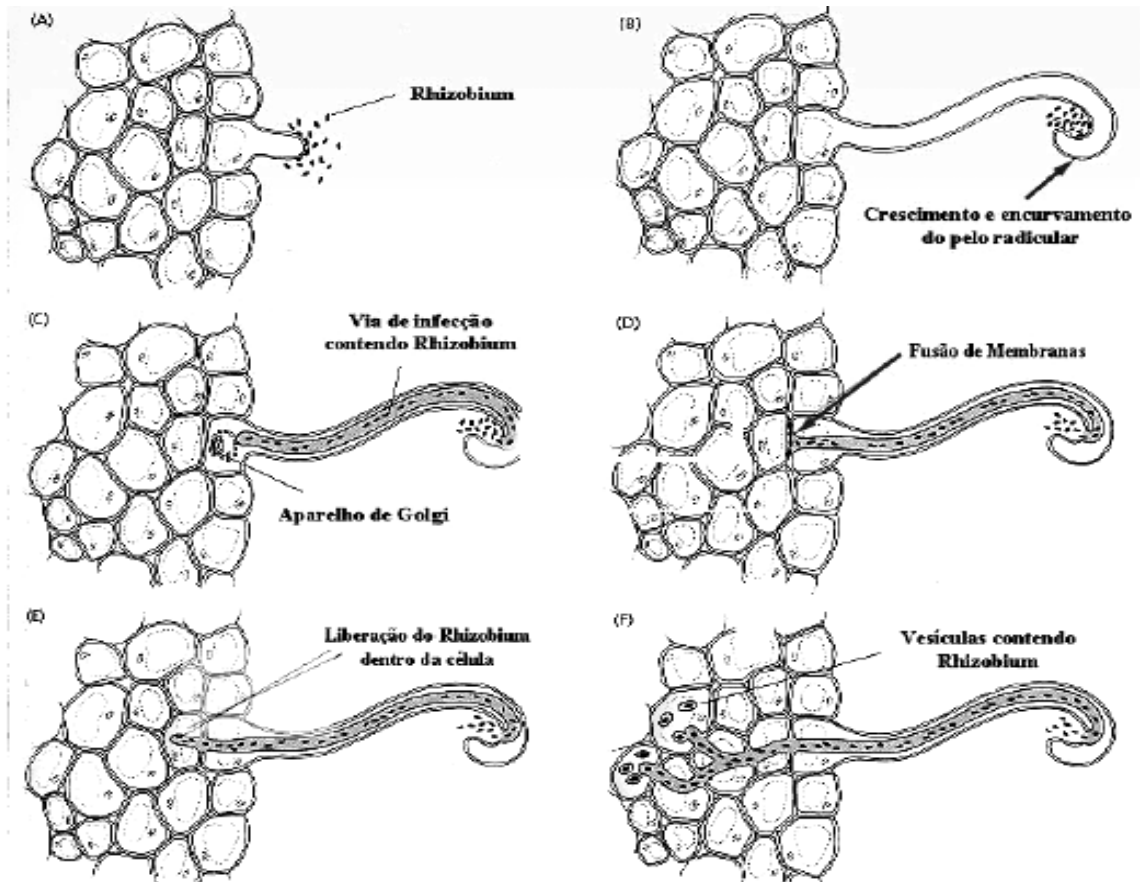 (A)
Rhizobium
(B)
Crescimento e encurvamento
do pelo radicular
(C)
Via de infecção
contendo Rhizobium
Aparelho de Golgi
(D)
Fusão de Membranas
(E)
Liberação do Rhizobium
dentro da célula
(F)
Vesículas contendo
Rhizobium